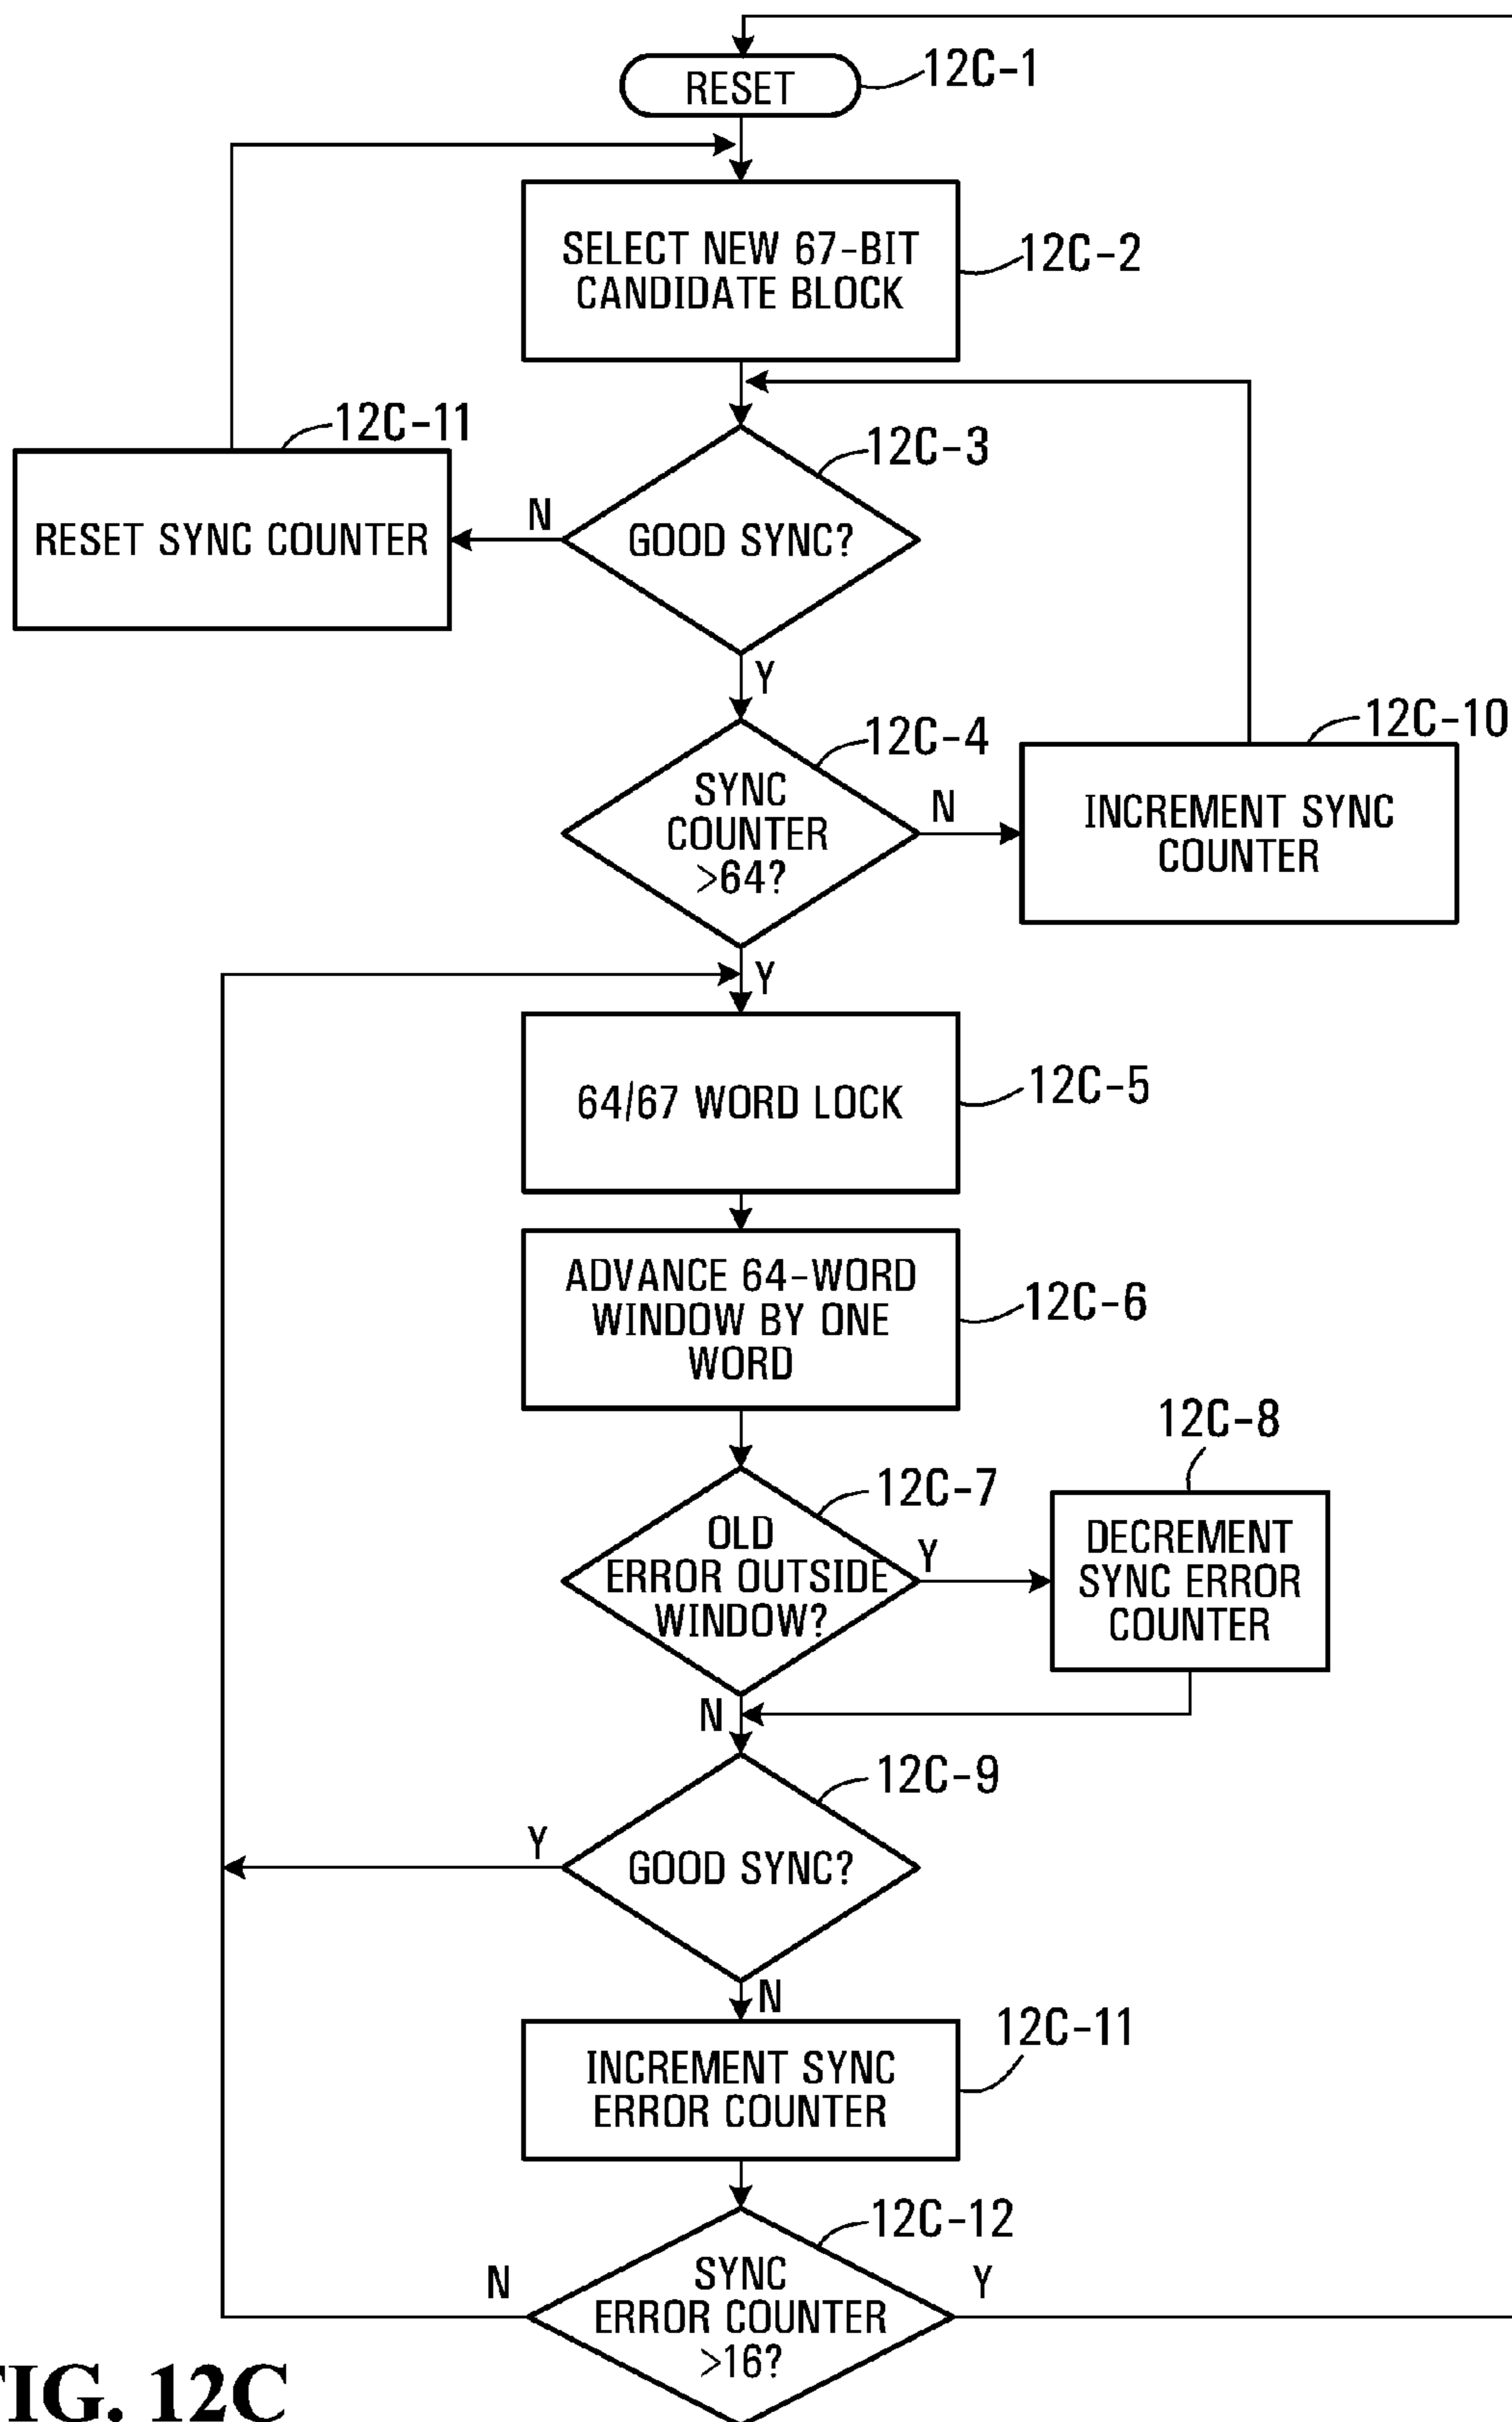 RESET
12C-1
SELECT NEW 67-BIT
CANDIDATE BLOCK
12C-2
12C-11
RESET SYNC COUNTER
N
GOOD SYNC?
12C-3
Y
12C-4
SYNC
COUNTER
>64?
N
12C-10
INCREMENT SYNC
COUNTER
Y
64/67 WORD LOCK
12C-5
ADVANCE 64-WORD
WINDOW BY ONE
WORD
12C-6
12C-7
OLD
ERROR OUTSIDE
WINDOW?
Y
12C-8
DECREMENT
SYNC ERROR
COUNTER
N
12C-9
Y
GOOD SYNC?
N
12C-11
INCREMENT SYNC
ERROR COUNTER
12C-12
N
SYNC
ERROR COUNTER
>16?
Y
IG. 12C